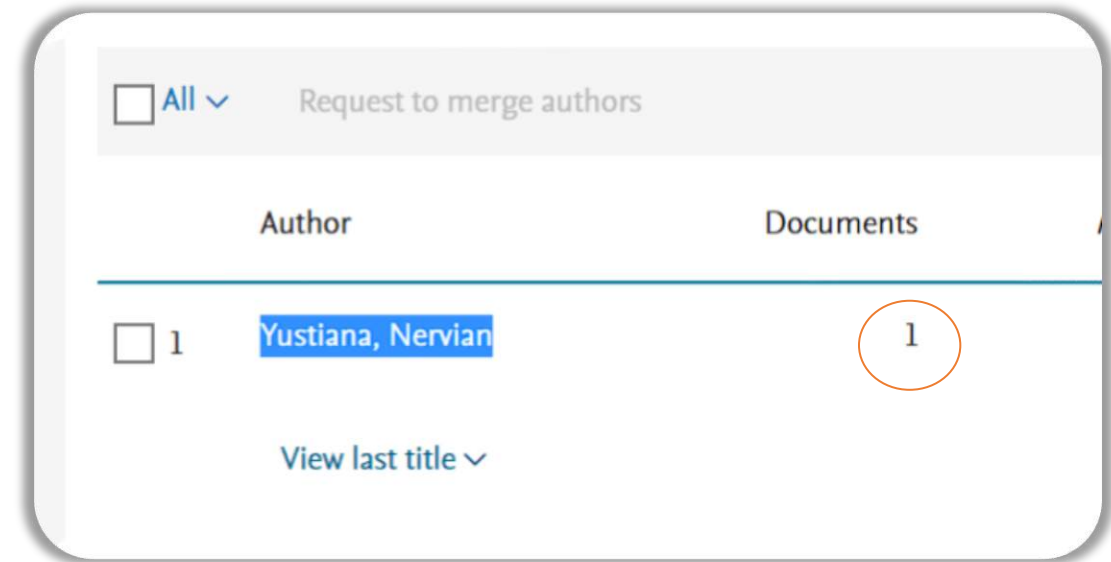 All Request to merge authors
Author Documents
1 Yustiana, Nervian 1
View last title